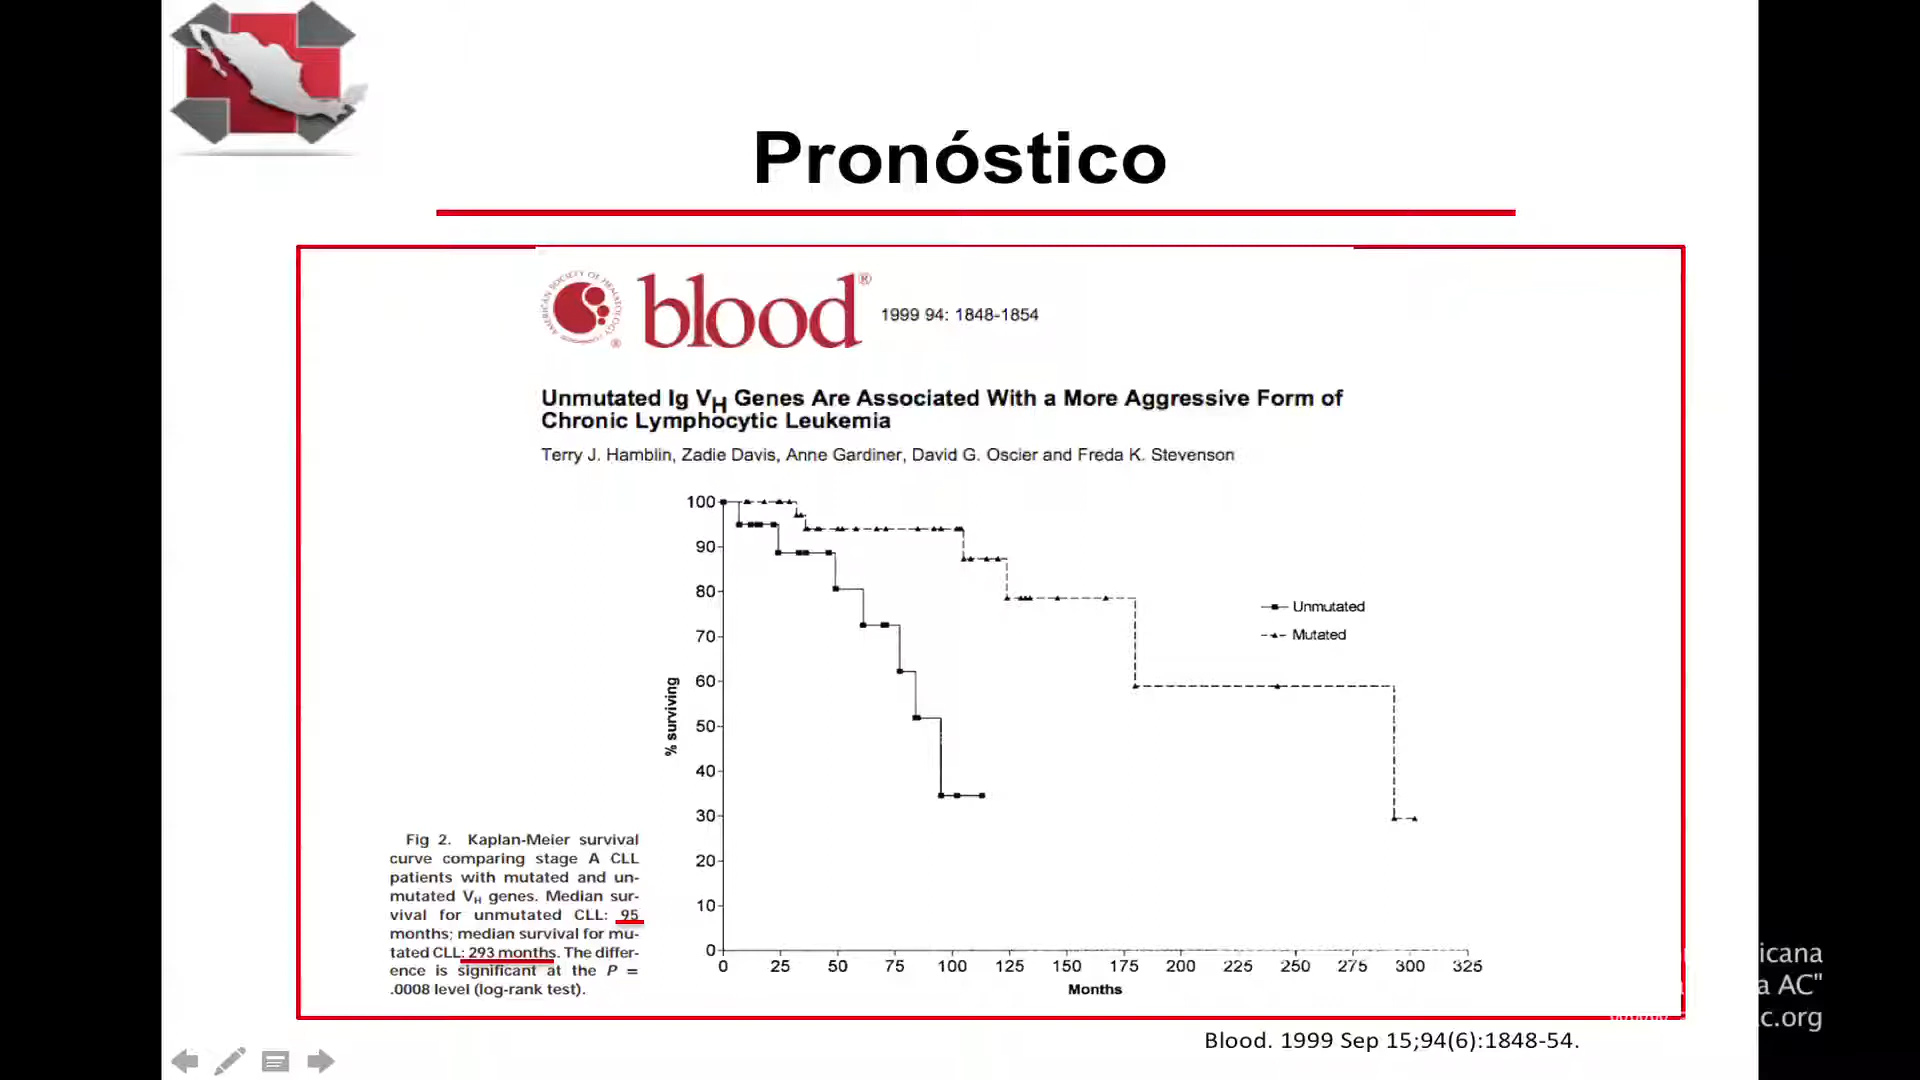 Pronóstico
AMERICAN SOCIETY OF HEMATOLOGY
blood®
1999 94: 1848-1854
Unmutated Ig VH Genes Are Associated With a More Aggressive Form of
Chronic Lymphocytic Leukemia
Terry J. Hamblin, Zadie Davis, Anne Gardiner, David G. Oscier and Freda K. Stevenson
100
90
80
70
60
50
40
30
20
10
0
% surviving
Unmutated
Mutated
0 25 50 75 100 125 150 175 200 225 250 275 300 325
Months
Fig 2. Kaplan-Meier survival
curve comparing stage A CLL
patients with mutated and un-
mutated VH genes. Median sur-
vival for unmutated CLL: 95
months; median survival for mu-
tated CLL: 293 months. The differ-
ence is significant at the P =
.0008 level (log-rank test).
icana
a AC"
c.org
Blood. 1999 Sep 15;94(6):1848-54.